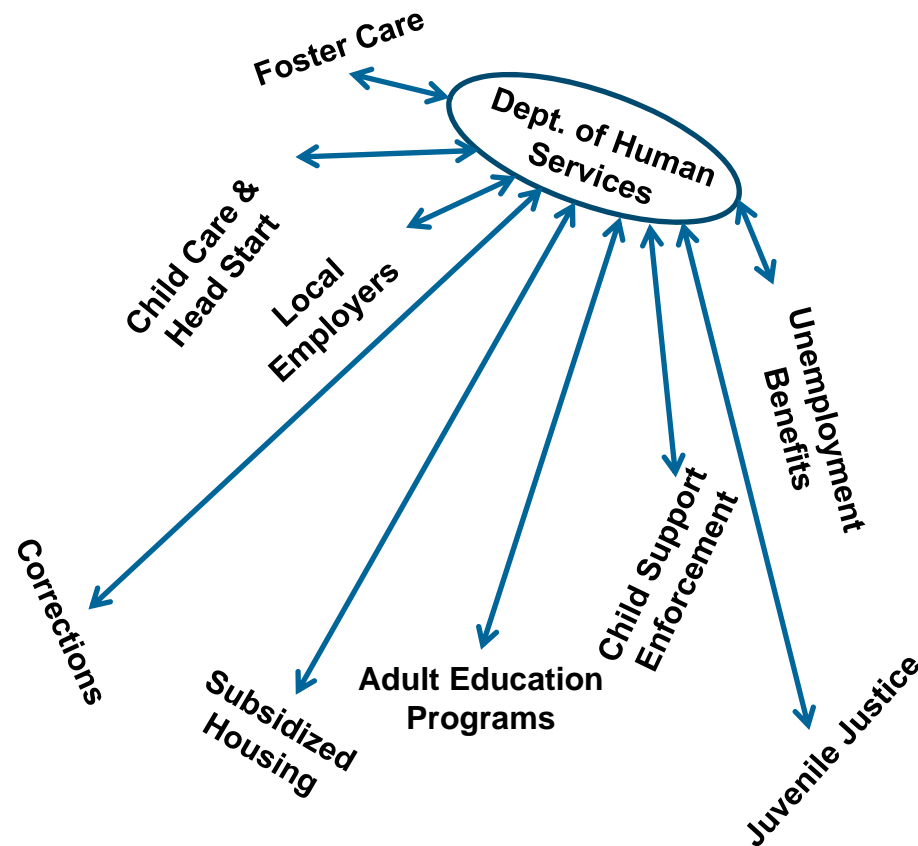 Foster Care
Dept. of Human
Services
Child Care &
Head Start
Local
Employers
Unemployment
Benefits
Corrections
Subsidized
Housing
Adult Education
Programs
Child Support
Enforcement
Juvenile Justice